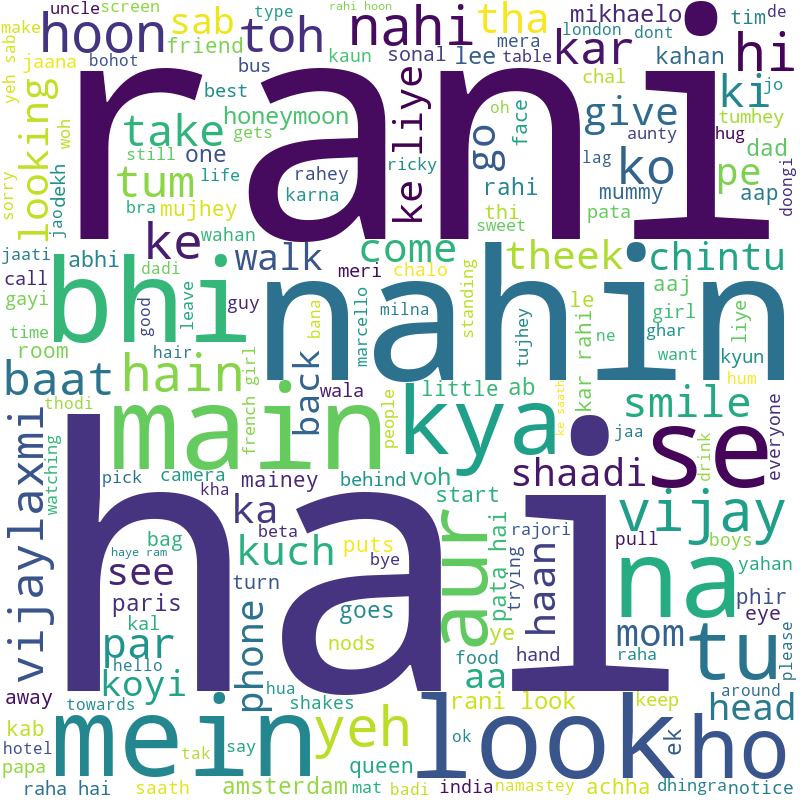 uncle screen rahi hoon type make
hoon sab toh nahi tha mikhaelo tim de
yeh sab jaana bohot friend bus kaun sonal lee mera london dont kar hi
rani
looking woh take best honeymoon gets oh face give table kahan chal ki jo tumhey
still one ke liye go aunty hug
sorry dekh jao tum life rahey ricky lag ko dad pe doongi
bra mujhey karna rahi mummy aap
ke wahan thi sweet pata
jaati abhi dadi walk come theek chintu
call meri chalo standing
bhi nahin
gayi good leave guy marcello milna tujhey kar rahi le aaj girl liye
time bana ne ghar want
room hair kyun hum
baat hain french girl wala back people little ab smile
thodi main kya ke saath jaa se
vijaylaxmi watching pick camera behind voh shaadi drink everyone
hai
kha mainey start vijay
bag ka beta puts aur pata hai trying rajori pull boys
haye ram kuch bye haan na yahan
see turn phir
paris phone goes ye eye
kal par nods mom tu please
hello food hand raha
koyi hua aa
away towards shakes rani look keep around head
mein yeh look ho
kab tak say ok ek
hotel queen
papa saath amsterdam mat badi india namastey achha dhingra notice
raha hai